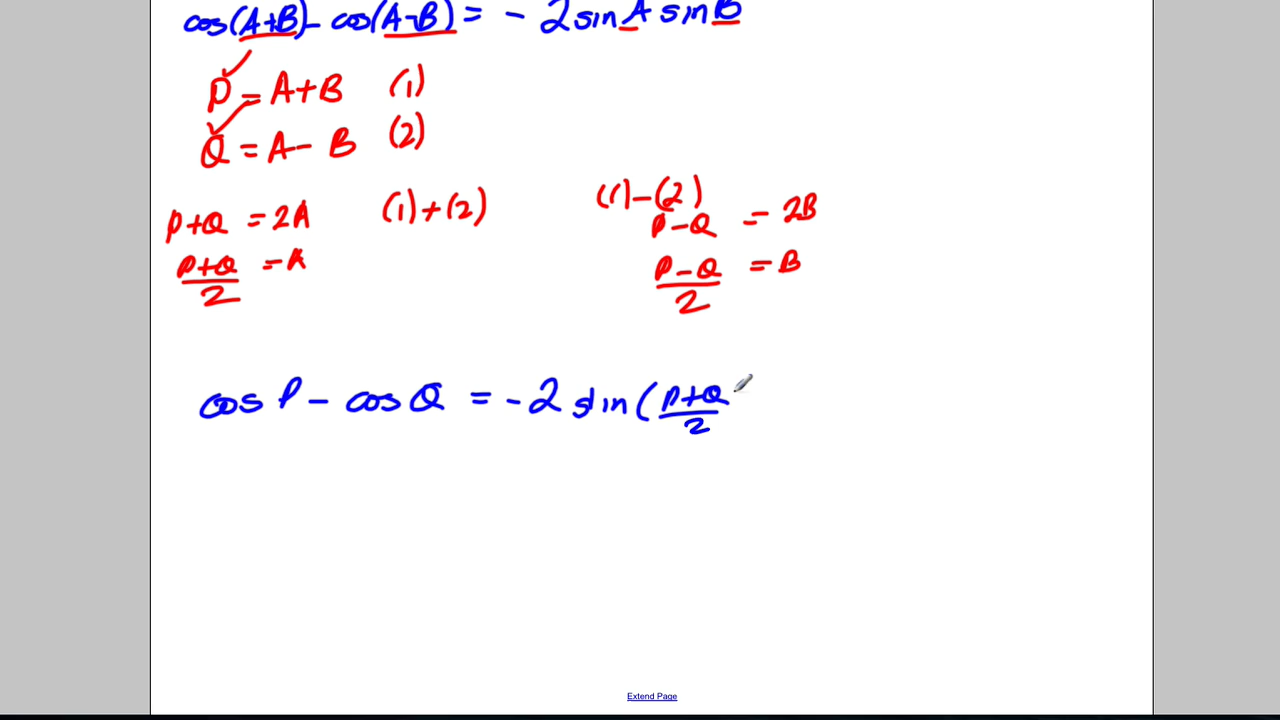 cos(A+B) - cos(A-B) = - 2 sin A sin B
P = A+B (1)
Q = A - B (2)
P+Q = 2A (1)+(2)
(1)-(2)
P-Q = 2B
(P+Q)/2 = A
(P-Q)/2 = B
cos P - cos Q = -2 sin((P+Q)/2
Extend Page